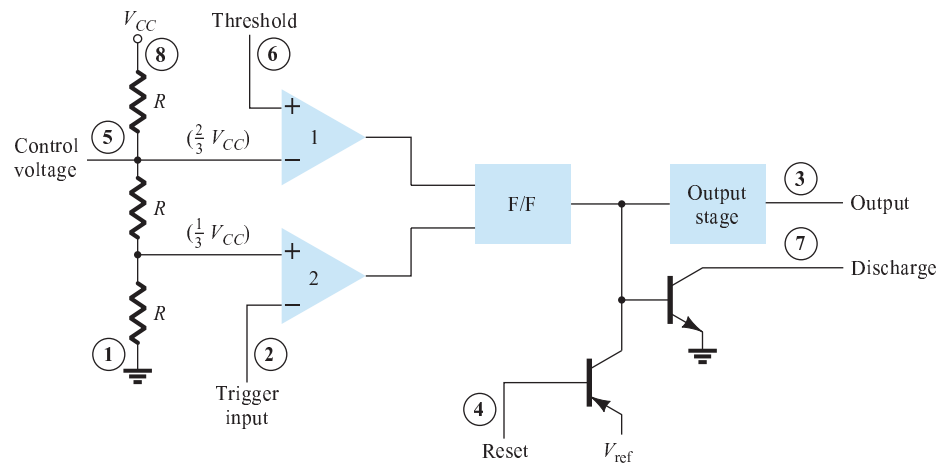 V_CC
8
R
Threshold
6
5
Control
voltage
(2/3 V_CC)
+
−
1
R
(1/3 V_CC)
+
−
2
R
1
2
Trigger
input
F/F
Output
stage
3
Output
7
Discharge
4
Reset
V_ref